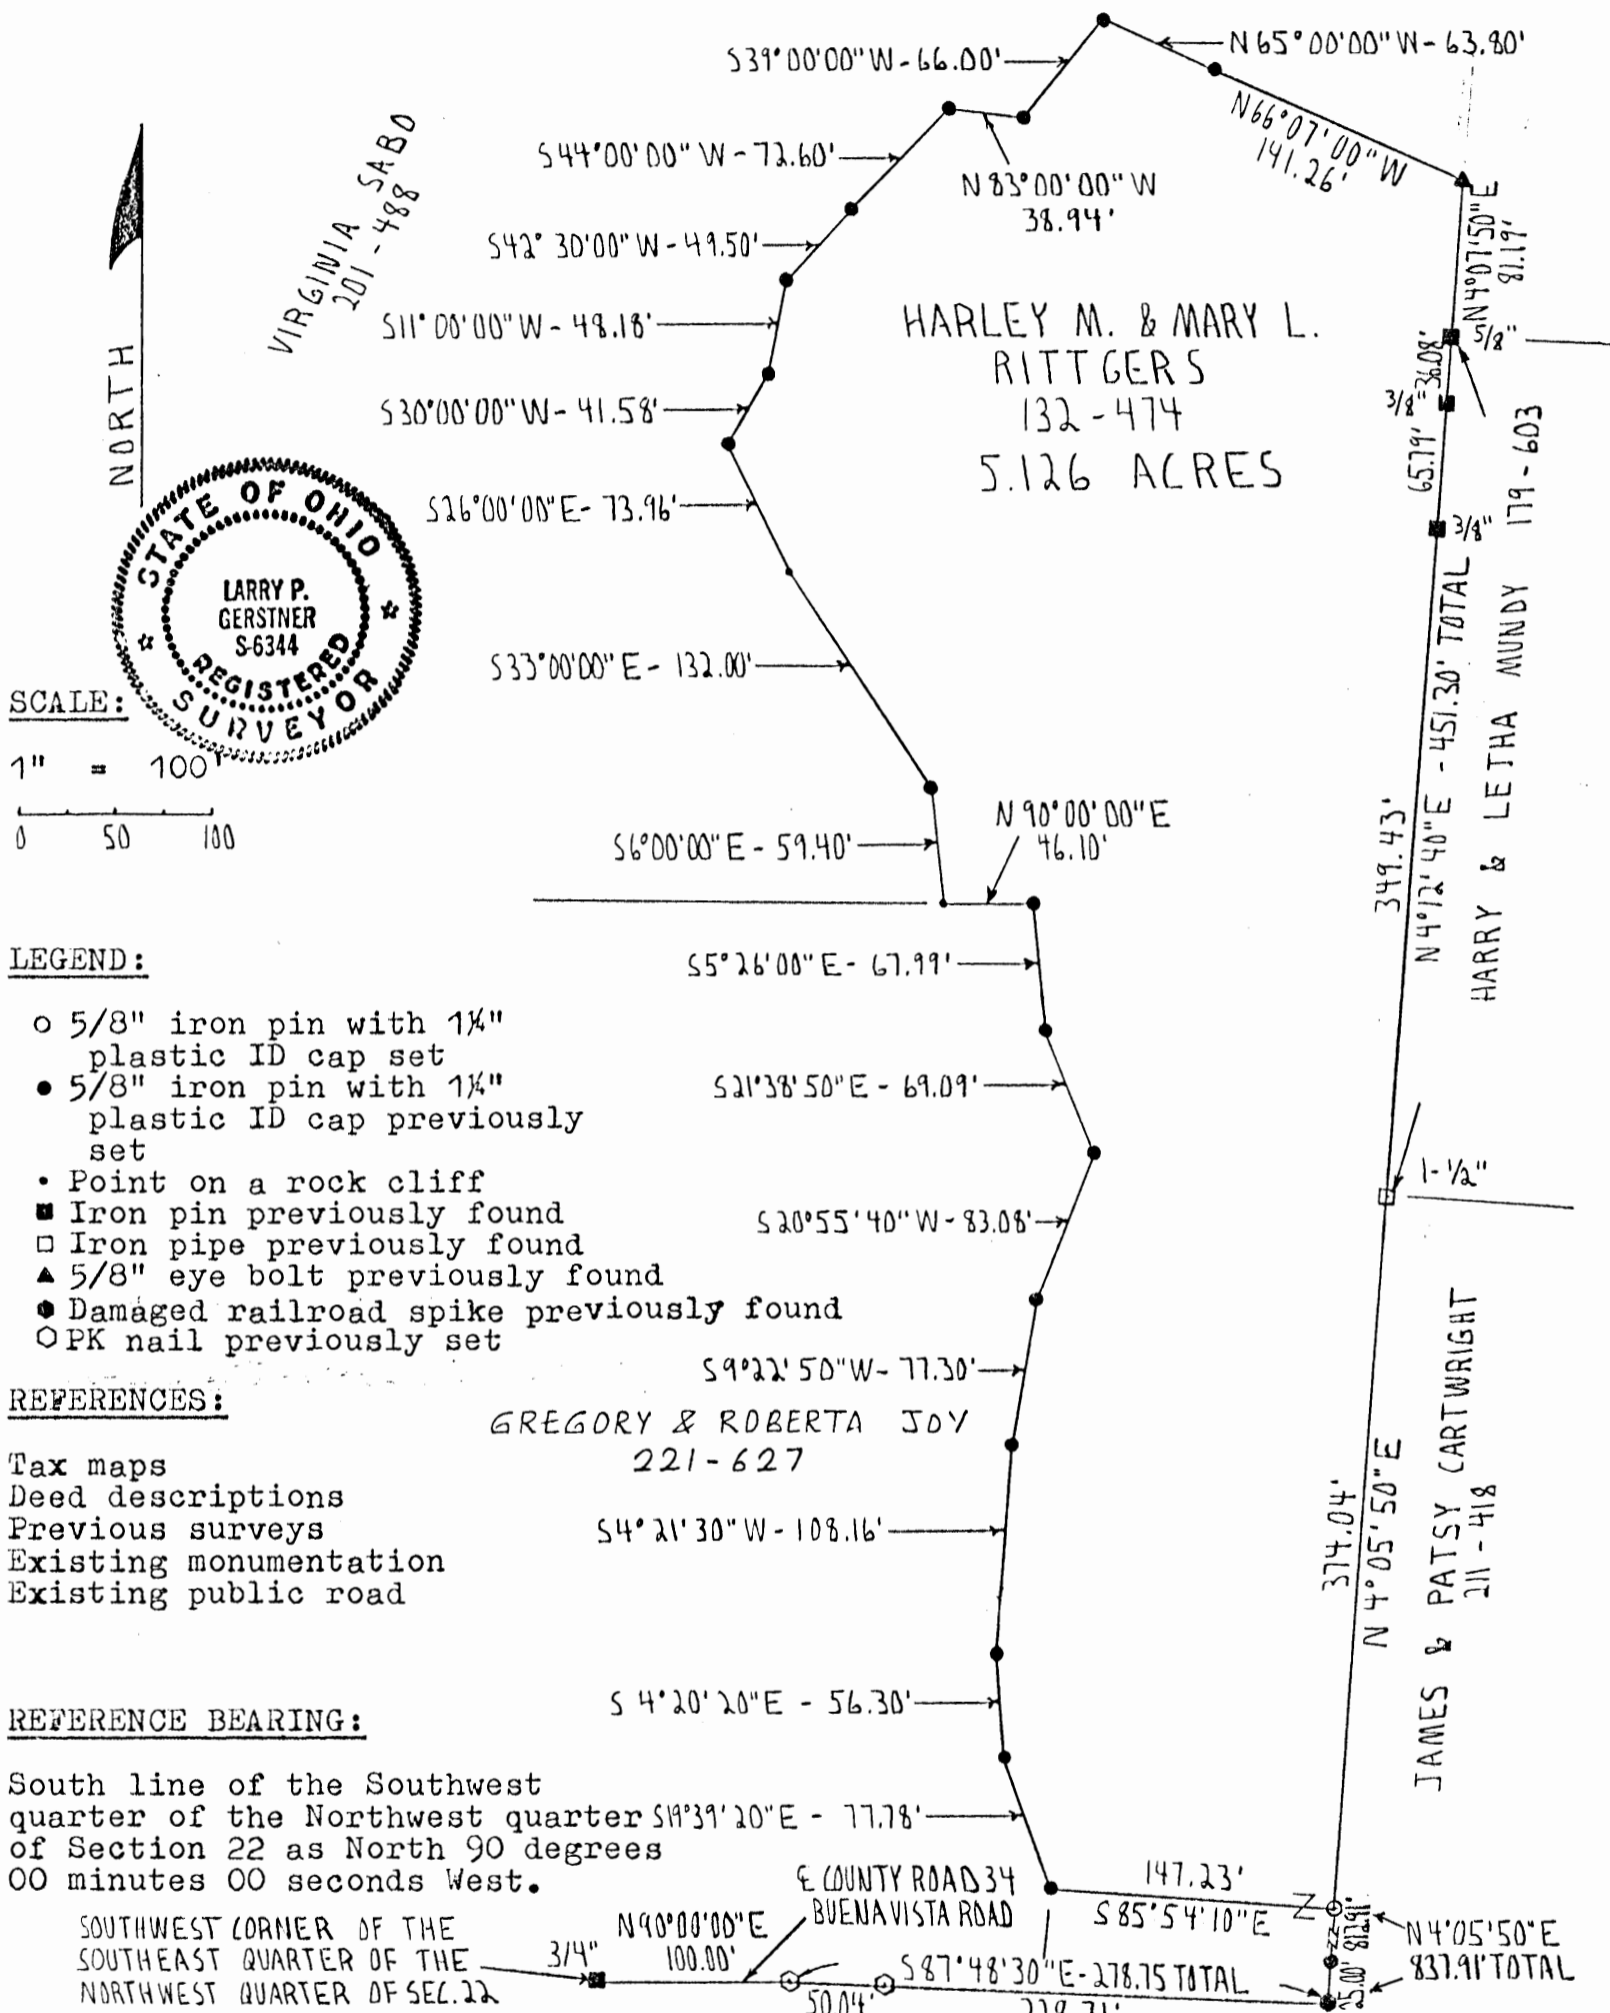 N65°00'00"W-63.80'
S39°00'00"W-66.00'
N66°07'00"W
141.26'
S44°00'00"W-72.60'
N83°00'00"W
38.94'
VIRGINIA SABO
201-488
S42°30'00"W-49.50'
N4°07'50"E
81.19'
S11°00'00"W-48.18'
HARLEY M. & MARY L.
RITTGERS
132-474
5.126 ACRES
5/8"
36.08'
3/8"
65.79'
3/8"
NORTH
S30°00'00"W-41.58'
S26°00'00"E-73.96'
STATE OF OHIO
LARRY P.
GERSTNER
S-6344
REGISTERED
SURVEYOR
HARRY & LETHA MUNDY 179-603
N4°12'40"E-451.30' TOTAL
349.43'
S33°00'00"E-132.00'
SCALE:
1" = 100'
0 50 100
S6°00'00"E-59.40'
N90°00'00"E
46.10'
LEGEND:
5/8" iron pin with 1¼"
plastic ID cap set
5/8" iron pin with 1¼"
plastic ID cap previously
set
Point on a rock cliff
Iron pin previously found
Iron pipe previously found
5/8" eye bolt previously found
Damaged railroad spike previously found
PK nail previously set
S5°26'00"E-67.99'
S21°38'50"E-69.09'
1-1/2"
S20°55'40"W-83.08'
S9°22'50"W-77.30'
REFERENCES:
GREGORY & ROBERTA JOY
221-627
Tax maps
Deed descriptions
Previous surveys
Existing monumentation
Existing public road
S4°21'30"W-108.16'
374.04'
N4°05'50"E
JAMES & PATSY CARTWRIGHT
211-418
S4°20'20"E-56.30'
REFERENCE BEARING:
South line of the Southwest
quarter of the Northwest quarter
of Section 22 as North 90 degrees
00 minutes 00 seconds West.
S19°39'20"E-77.78'
147.23'
S85°54'10"E
℄ COUNTY ROAD 34
BUENAVISTA ROAD
SOUTHWEST CORNER OF THE
SOUTHEAST QUARTER OF THE
NORTHWEST QUARTER OF SEC.22
3/4"
N90°00'00"E
100.00'
S87°48'30"E-278.75 TOTAL
50.04'
228.71'
812.91'
25.00'
N4°05'50"E
837.91' TOTAL